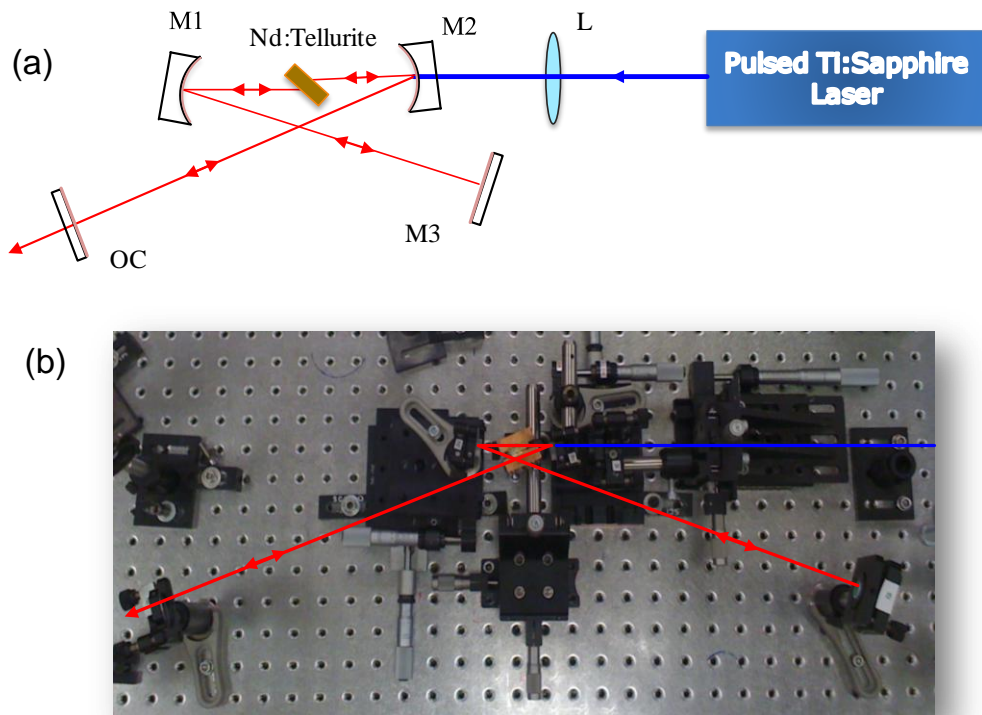 (a)
M1
Nd:Tellurite
M2
L
Pulsed TI:Sapphire
Laser
M3
OC
(b)